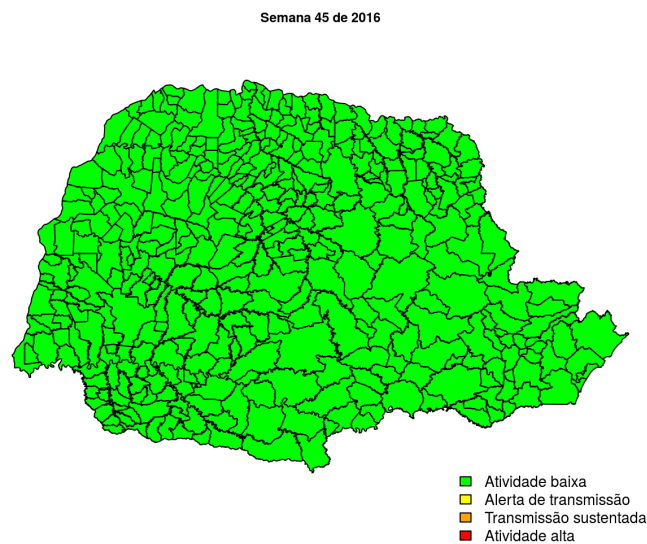 Semana 45 de 2016
Atividade baixa
Alerta de transmissão
Transmissão sustentada
Atividade alta